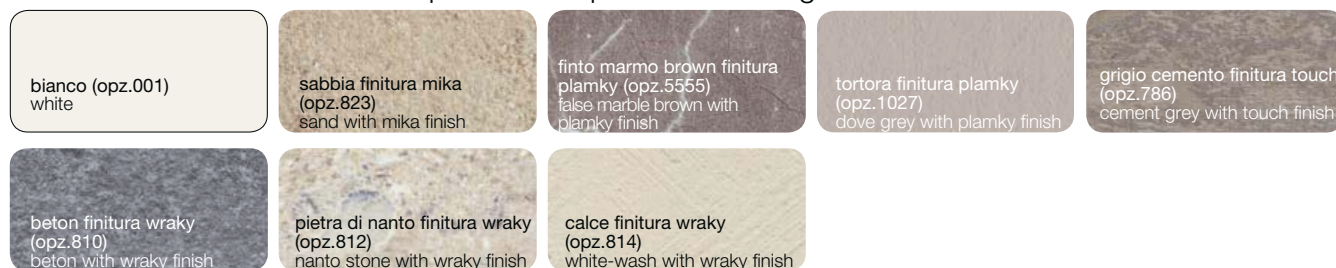 bianco (opz.001)
white
sabbia finitura mika
(opz.823)
sand with mika finish
finto marmo brown finitura
plamky (opz.5555)
false marble brown with
plamky finish
tortora finitura plamky
(opz.1027)
dove grey with plamky finish
grigio cemento finitura touch
(opz.786)
cement grey with touch finish
beton finitura wraky
(opz.810)
beton with wraky finish
pietra di nanto finitura wraky
(opz.812)
nanto stone with wraky finish
calce finitura wraky
(opz.814)
white-wash with wraky finish